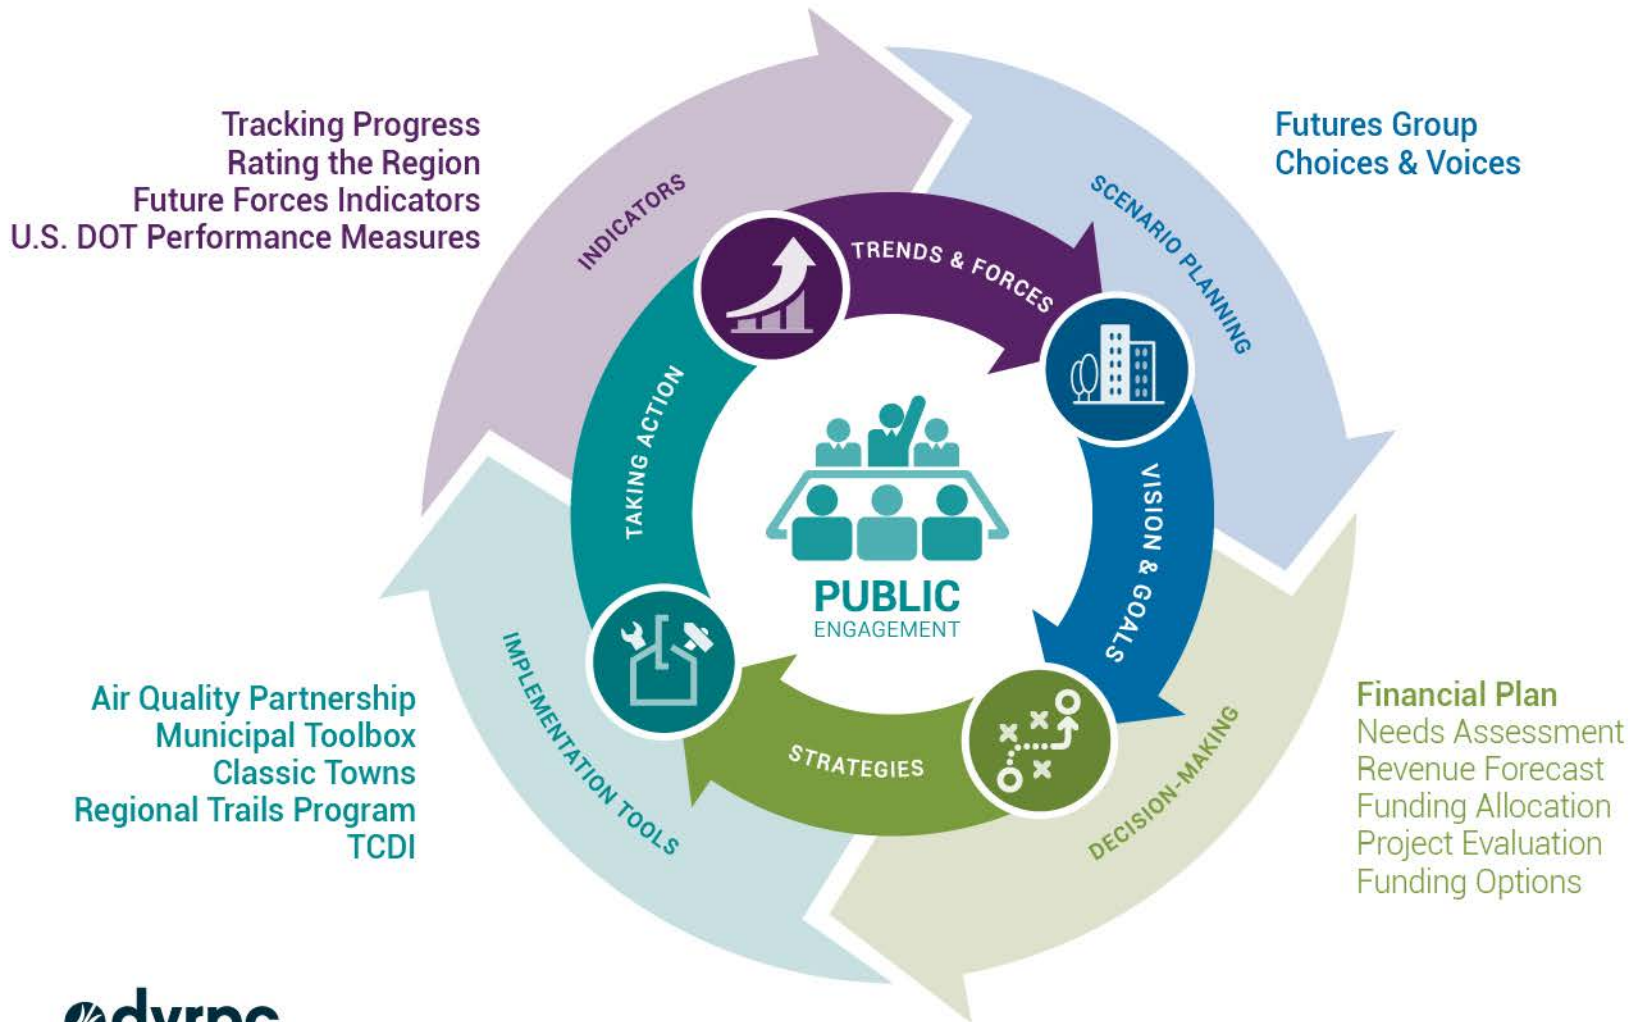 Tracking Progress
Rating the Region
Future Forces Indicators
U.S. DOT Performance Measures
Futures Group
Choices & Voices
INDICATORS
SCENARIO PLANNING
TRENDS & FORCES
TAKING ACTION
VISION & GOALS
PUBLIC
ENGAGEMENT
STRATEGIES
IMPLEMENTATION TOOLS
DECISION-MAKING
Air Quality Partnership
Municipal Toolbox
Classic Towns
Regional Trails Program
TCDI
Financial Plan
Needs Assessment
Revenue Forecast
Funding Allocation
Project Evaluation
Funding Options
dvrpc